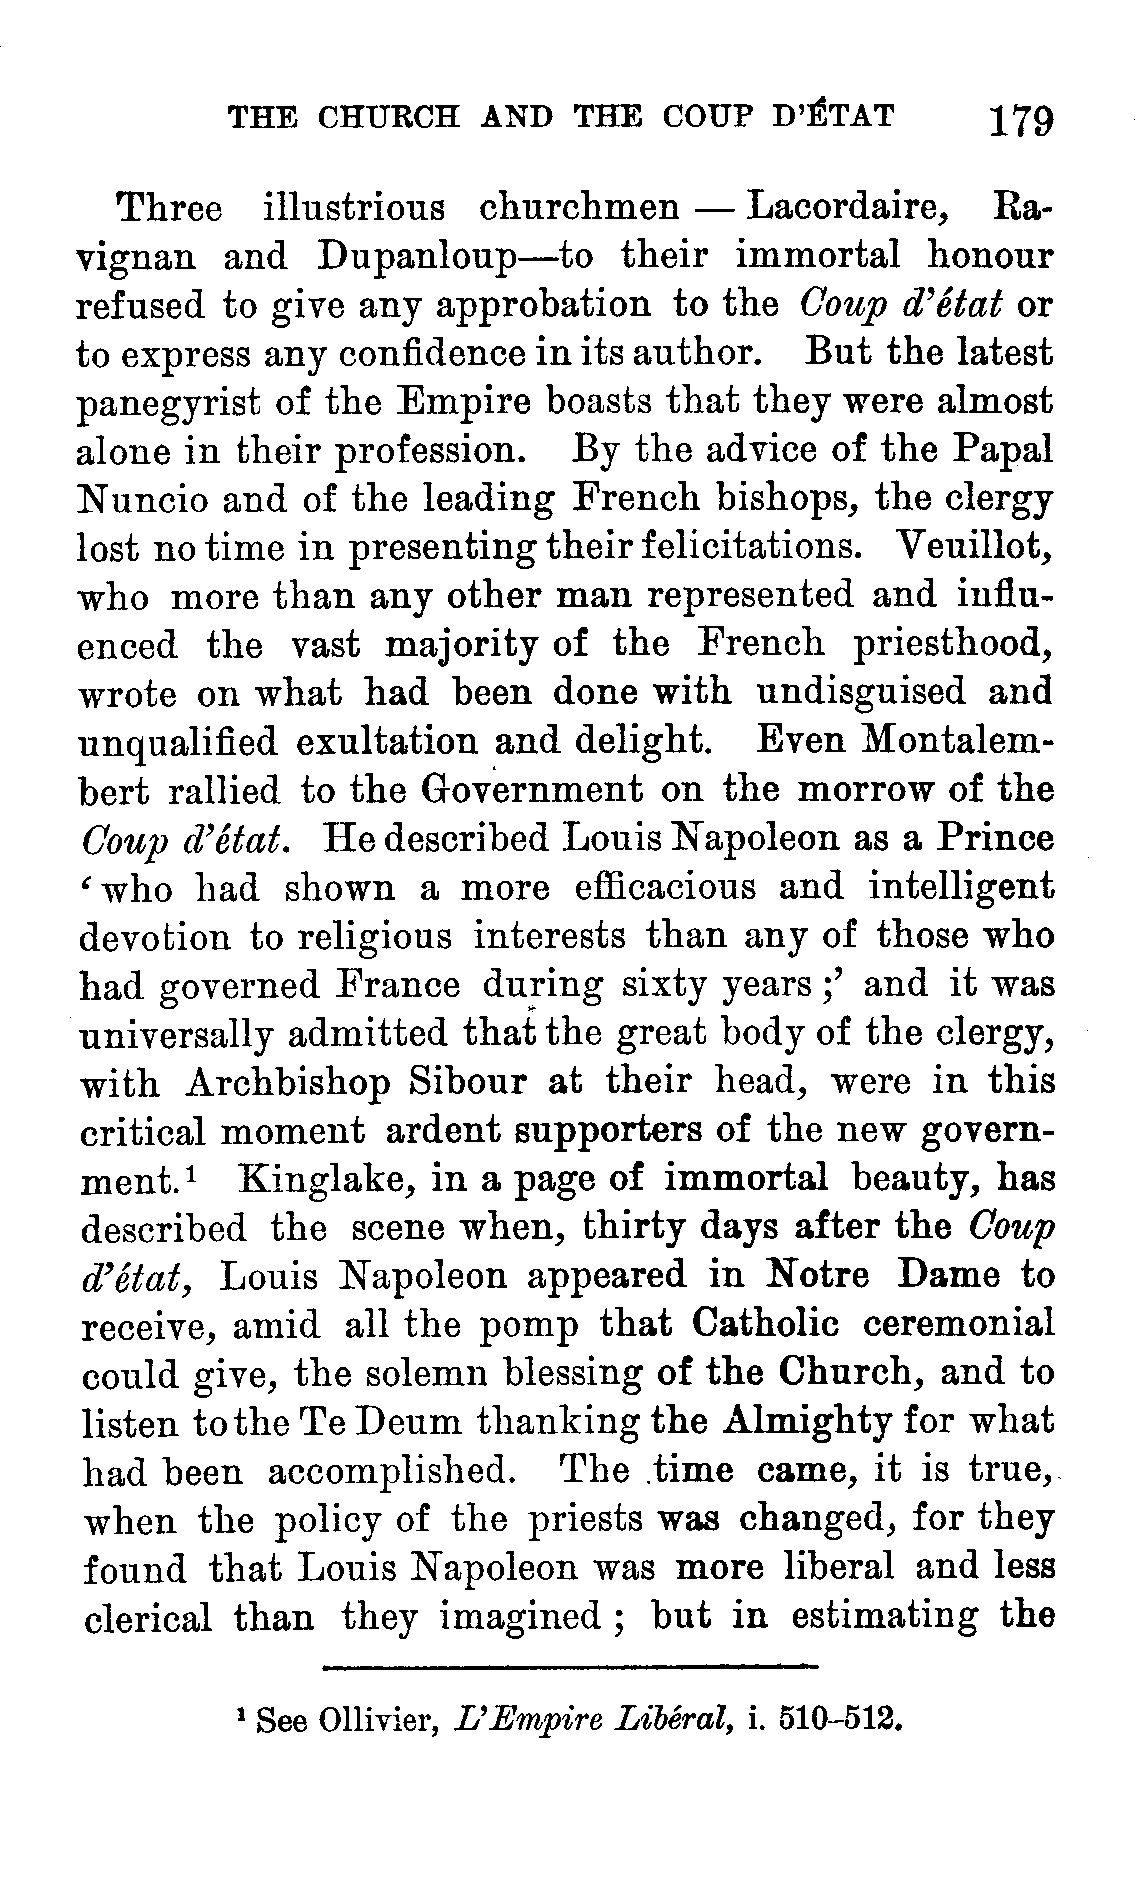 THE CHURCH AND THE COUP D'ÉTAT 179
Three illustrious churchmen — Lacordaire, Ra-
vignan and Dupanloup—to their immortal honour
refused to give any approbation to the Coup d'état or
to express any confidence in its author. But the latest
panegyrist of the Empire boasts that they were almost
alone in their profession. By the advice of the Papal
Nuncio and of the leading French bishops, the clergy
lost no time in presenting their felicitations. Veuillot,
who more than any other man represented and influ-
enced the vast majority of the French priesthood,
wrote on what had been done with undisguised and
unqualified exultation and delight. Even Montalem-
bert rallied to the Government on the morrow of the
Coup d'état. He described Louis Napoleon as a Prince
‘who had shown a more efficacious and intelligent
devotion to religious interests than any of those who
had governed France during sixty years;’ and it was
universally admitted that the great body of the clergy,
with Archbishop Sibour at their head, were in this
critical moment ardent supporters of the new govern-
ment.¹ Kinglake, in a page of immortal beauty, has
described the scene when, thirty days after the Coup
d'état, Louis Napoleon appeared in Notre Dame to
receive, amid all the pomp that Catholic ceremonial
could give, the solemn blessing of the Church, and to
listen to the Te Deum thanking the Almighty for what
had been accomplished. The time came, it is true,
when the policy of the priests was changed, for they
found that Louis Napoleon was more liberal and less
clerical than they imagined; but in estimating the
¹ See Ollivier, L'Empire Libéral, i. 510–512.